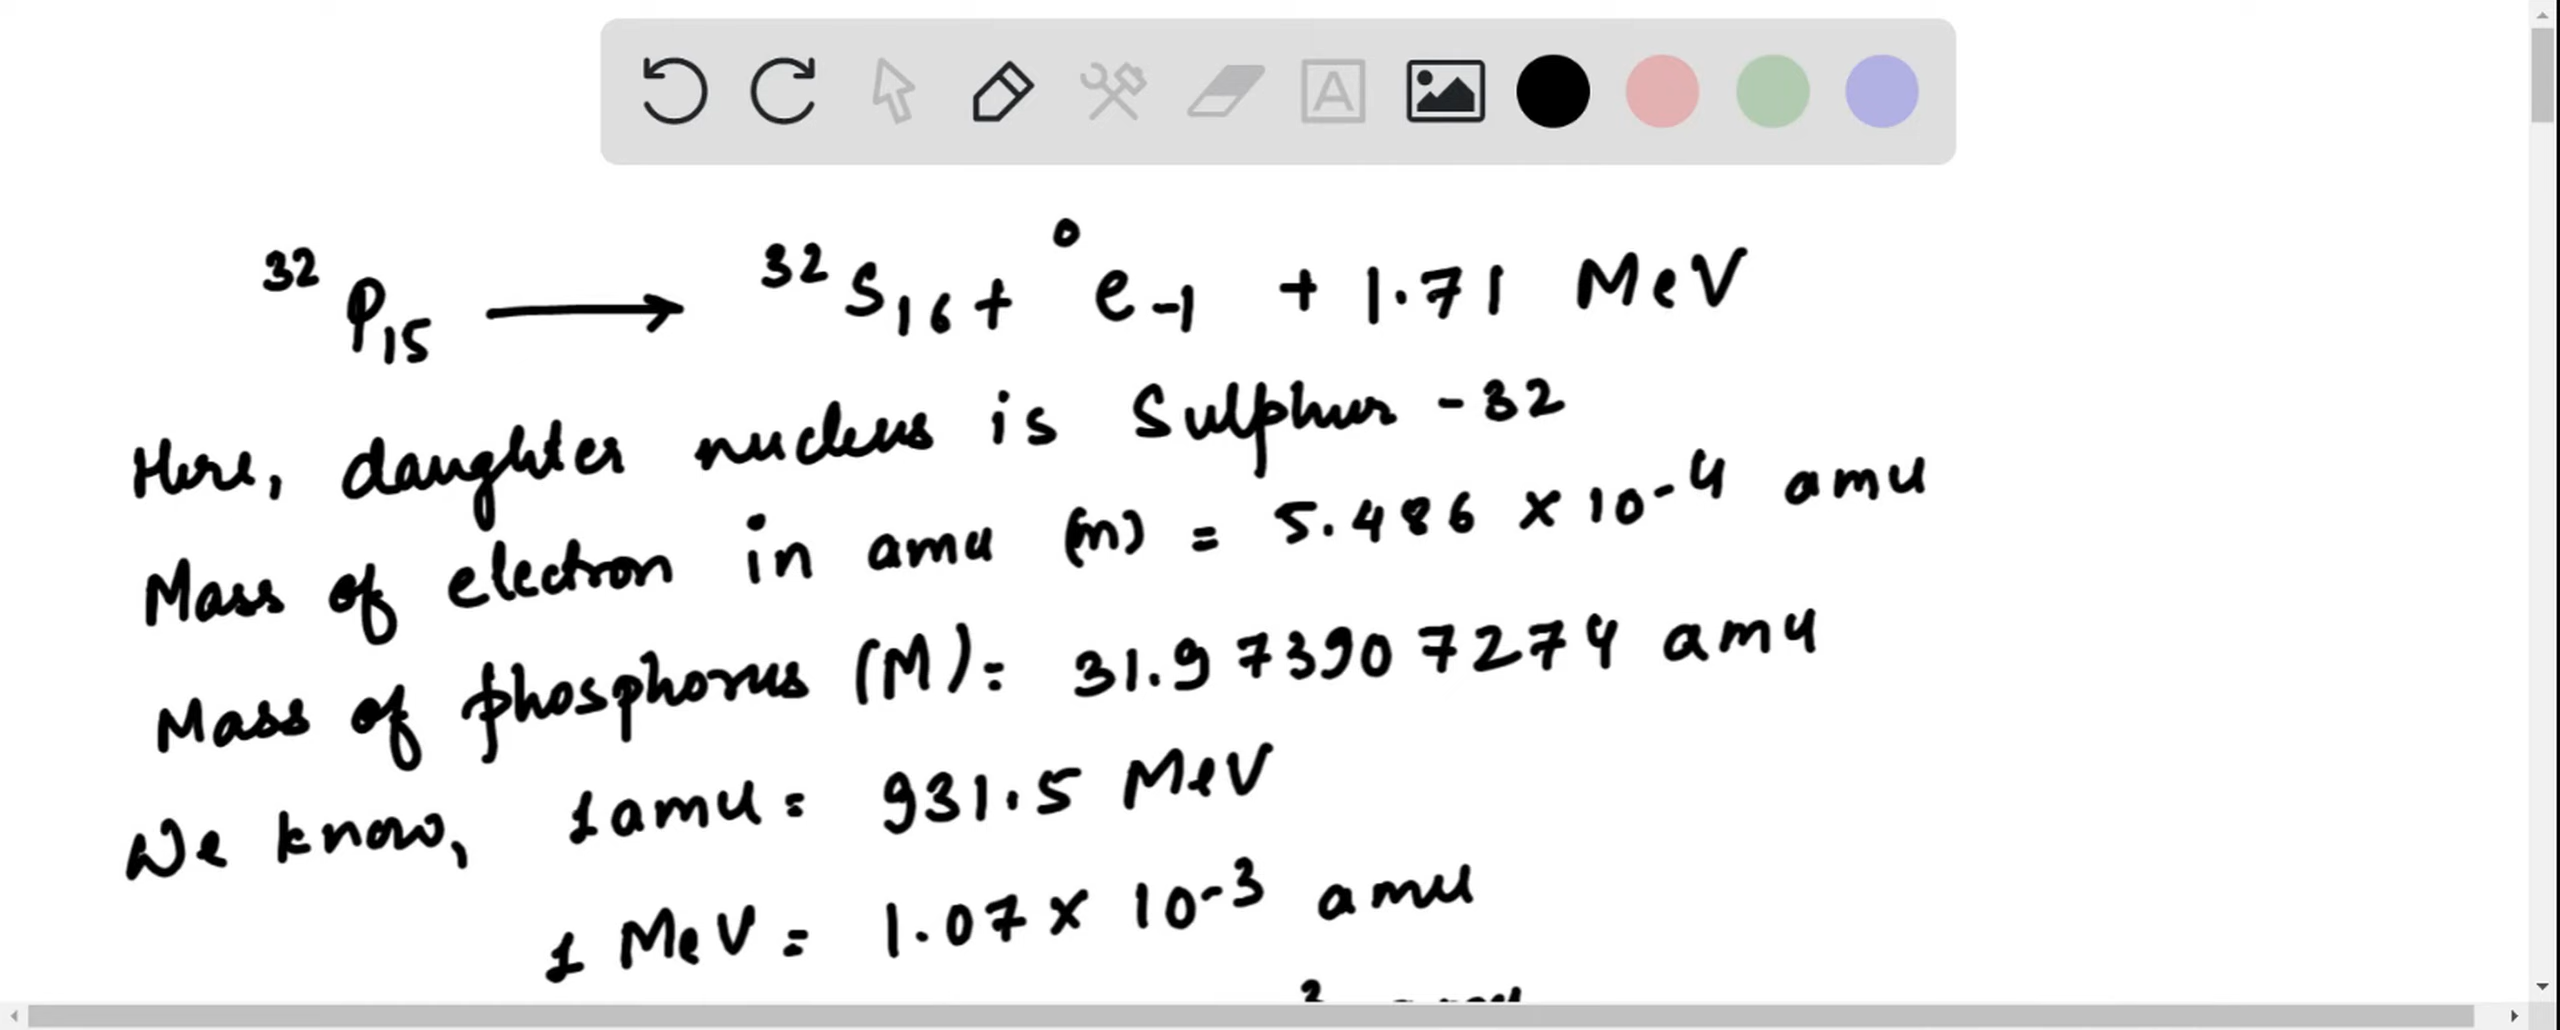 A
³²P₁₅ ⟶ ³²S₁₆ + ⁰e₋₁ + 1.71 MeV
Here, daughter nucleus is Sulphur - 32
Mass of electron in amu (m) = 5.486 × 10⁻⁴ amu
Mass of phosphorus (M) = 31.973907274 amu
We know, 1 amu = 931.5 MeV
1 MeV = 1.07 × 10⁻³ amu